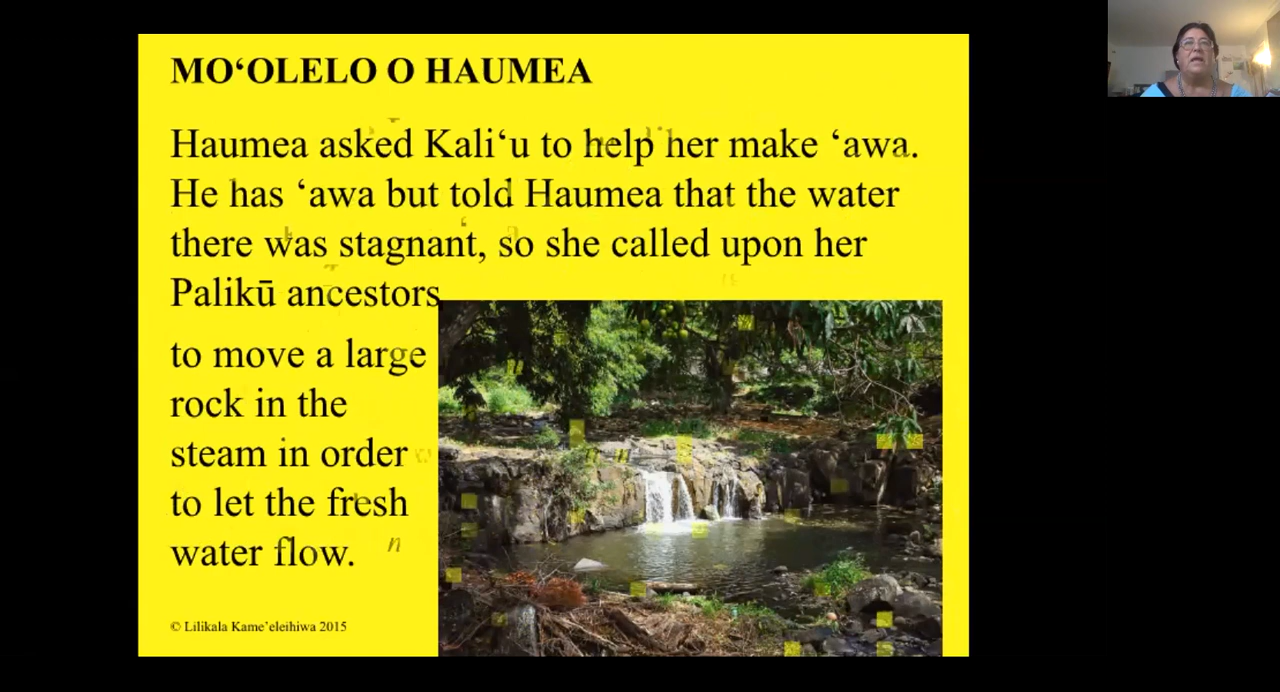 MOʻOLELO O HAUMEA
Haumea asked Kaliʻu to help her make ʻawa.
He has ʻawa but told Haumea that the water
there was stagnant, so she called upon her
Palikū ancestors
to move a large
rock in the
steam in order
to let the fresh
water flow.
© Lilikala Kame'eleihiwa 2015